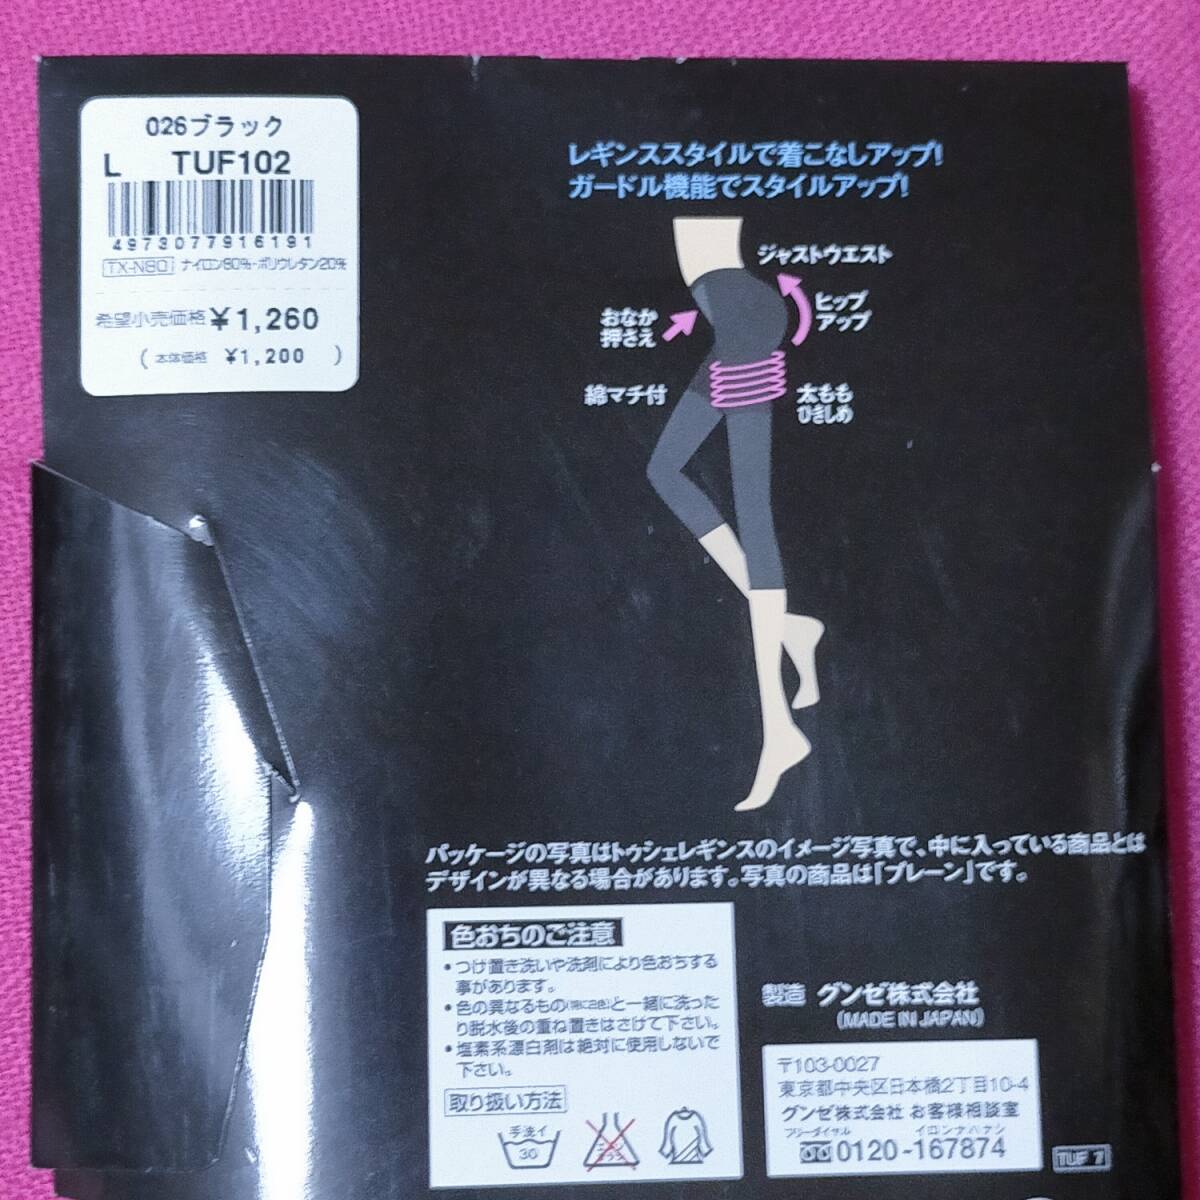 026ブラック
L TUF102
4973077916191
TX-N80 ナイロン80%・ポリウレタン20%
希望小売価格 ¥1,260
(本体価格 ¥1,200)
レギンススタイルで着こなしアップ!
ガードル機能でスタイルアップ!
ジャストウエスト
ヒップ
アップ
おなか
押さえ
綿マチ付
太もも
ひきしめ
パッケージの写真はトゥシェレギンスのイメージ写真で、中に入っている商品とは
デザインが異なる場合があります。写真の商品は「プレーン」です。
色おちのご注意
・つけ置き洗いや洗剤により色おちする
事があります。
・色の異なるもの(特に白色)と一緒に洗った
り脱水後の重ね置きはさけて下さい。
・塩素系漂白剤は絶対に使用しないで
下さい。
取り扱い方法
手洗イ
30
エンソ
サラシ
製造 グンゼ株式会社
(MADE IN JAPAN)
〒103-0027
東京都中央区日本橋2丁目10-4
グンゼ株式会社 お客様相談室
フリーダイヤル イロンナハナシ
0120-167874
TUF 7